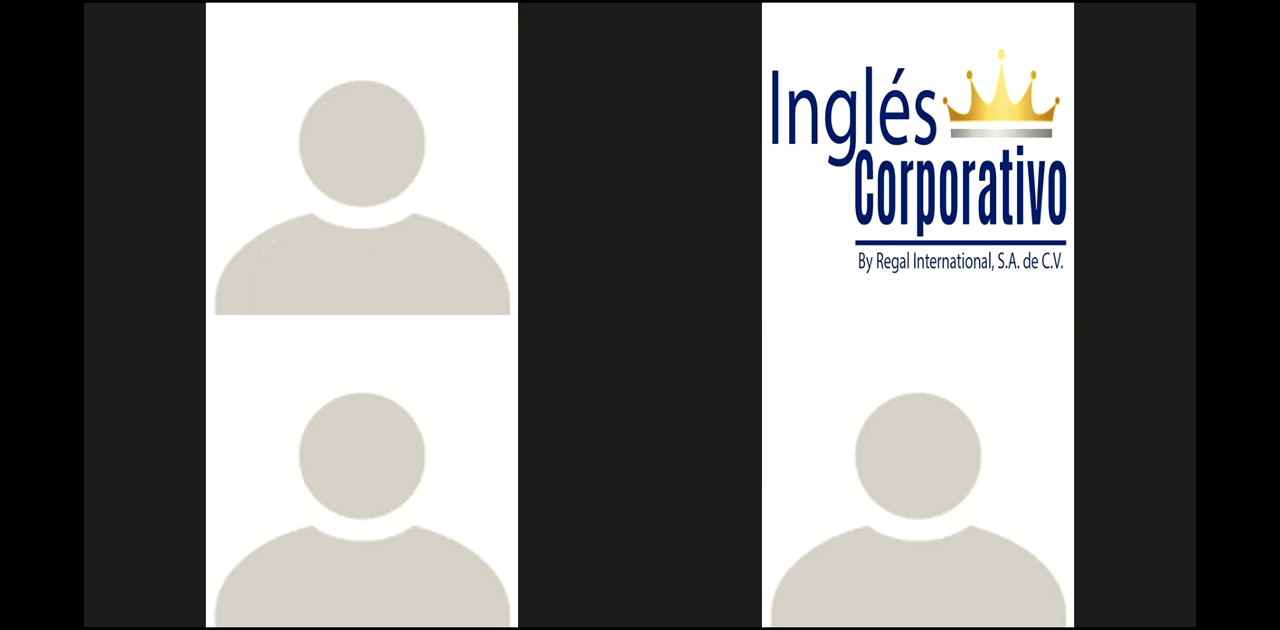 Inglés
Corporativo
By Regal International, S.A. de C.V.